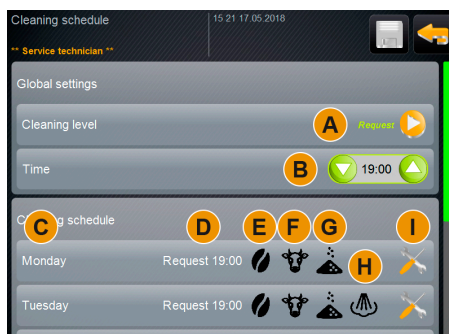 Cleaning schedule 15 21 17.05.2018
** Service technician **
Global settings
Cleaning level A Request
Time B 19:00
C g schedule D E F G I
Monday Request 19:00 H
Tuesday Request 19:00